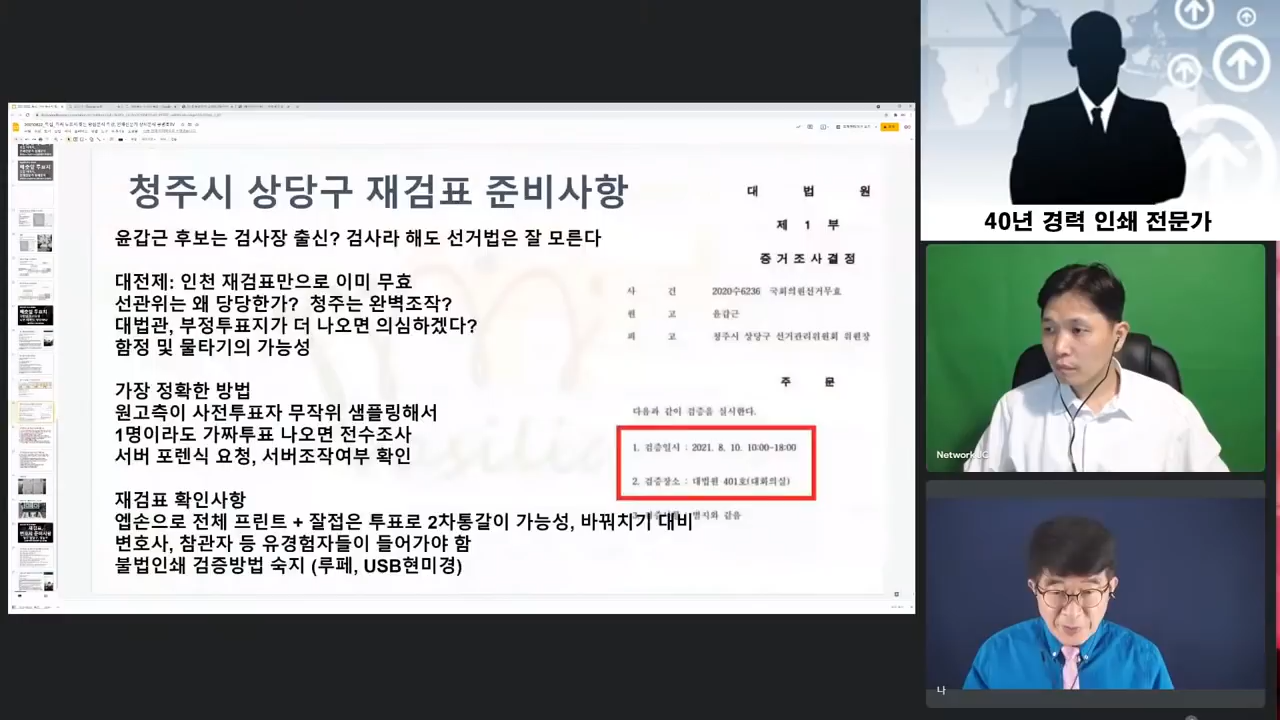 청주시 상당구 재검표 준비사항
윤갑근 후보는 검사장 출신? 검사라 해도 선거법은 잘 모른다
대전제: 인천 재검표만으로 이미 무효
선관위는 왜 당당한가? 청주는 완벽조작?
대법관, 부정투표지가 더 나오면 의심하겠다?
함정 및 물타기의 가능성
가장 정확한 방법
원고측이 사전투표자 무작위 샘플링해서
1명이라도 가짜투표 나오면 전수조사
서버 포렌식 요청, 서버조작여부 확인
재검표 확인사항
엡손으로 전체 프린트 + 잘접은 투표로 2차통갈이 가능성, 바꿔치기 대비
변호사, 참관자 등 유경험자들이 들어가야 함
불법인쇄 검증방법 숙지 (루페, USB현미경)
대 법 원
제 1 부
증거조사결정
사 건 2020수6236 국회의원선거무효
원 고 윤갑근
피 고 청주시 상당구 선거관리위원회 위원장
주 문
다음과 같이 검증을 실시한다.
1. 검증일시 : 2021. 8. 10. 10:00~18:00
2. 검증장소 : 대법원 401호(대회의실)
별지와 같음
40년 경력 인쇄 전문가
Network JC
나